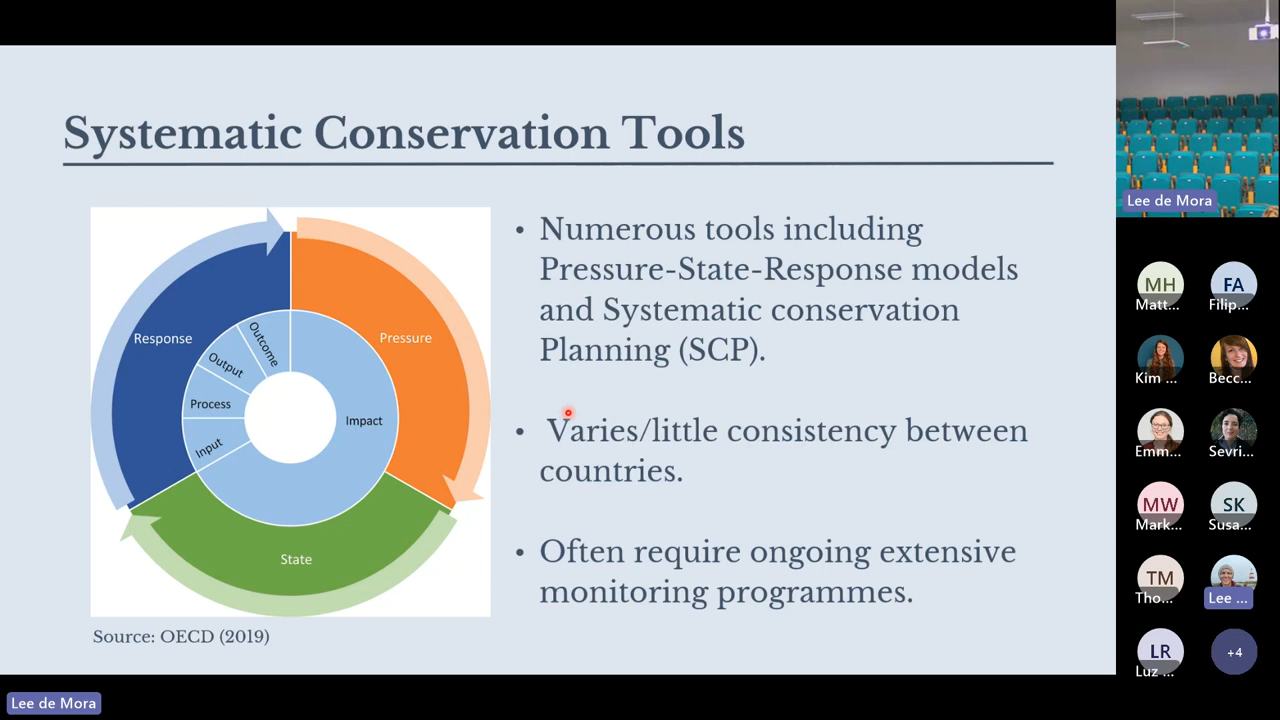 Systematic Conservation Tools
Response
Pressure
Outcome
Output
Process
Input
Impact
State
Source: OECD (2019)
• Numerous tools including
Pressure-State-Response models
and Systematic conservation
Planning (SCP).
• Varies/little consistency between
countries.
• Often require ongoing extensive
monitoring programmes.
Lee de Mora
Lee de Mora
MH
Matt...
FA
Filip...
Kim ...
Becc...
Emm...
Sevri...
MW
Mark...
SK
Susa...
TM
Tho...
Lee ...
LR
Luz ...
+4